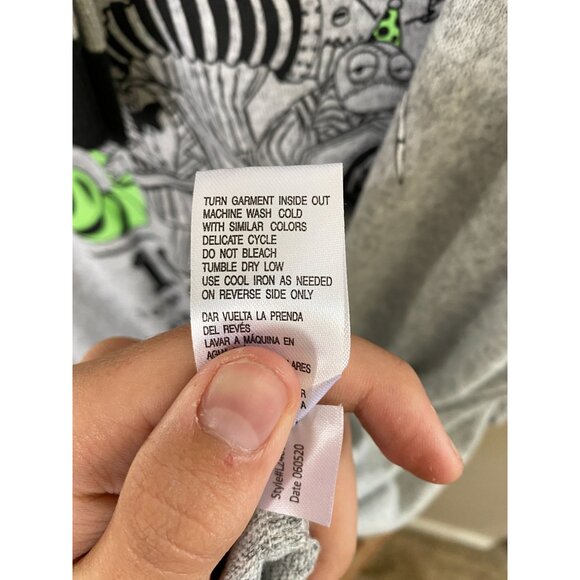 TURN GARMENT INSIDE OUT
MACHINE WASH COLD
WITH SIMILAR COLORS
DELICATE CYCLE
DO NOT BLEACH
TUMBLE DRY LOW
USE COOL IRON AS NEEDED
ON REVERSE SIDE ONLY
DAR VUELTA LA PRENDA
DEL REVÉS
LAVAR A MÁQUINA EN
Date 060520